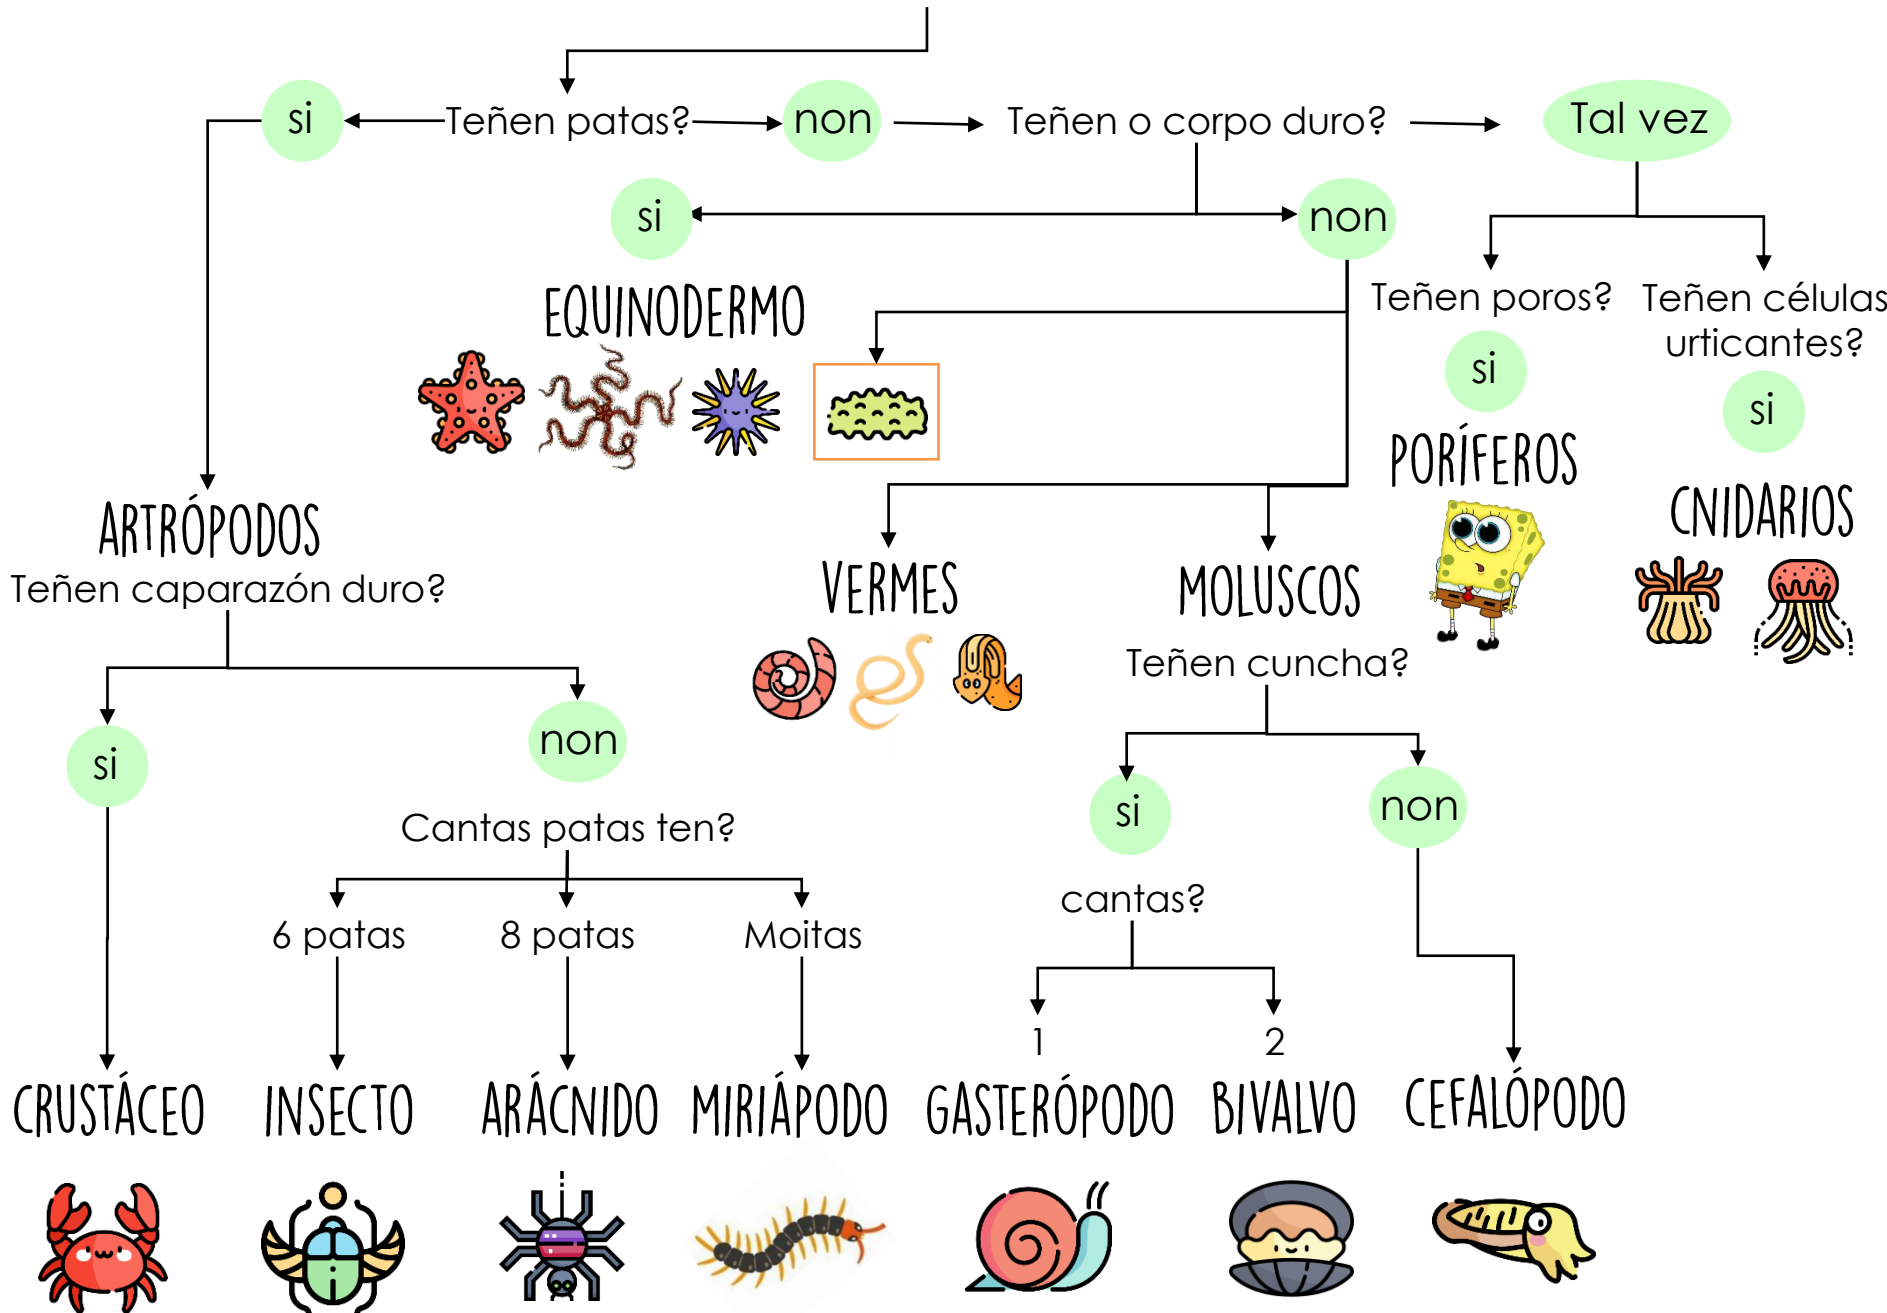 si
Teñen patas?
non
Teñen o corpo duro?
Tal vez
si
non
EQUINODERMO
Teñen poros?
Teñen células
urticantes?
si
si
PORÍFEROS
CNIDARIOS
ARTRÓPODOS
Teñen caparazón duro?
VERMES
MOLUSCOS
Teñen cuncha?
si
non
si
non
Cantas patas ten?
cantas?
6 patas
8 patas
Moitas
1
2
CRUSTÁCEO
INSECTO
ARÁCNIDO
MIRIÁPODO
GASTERÓPODO
BIVALVO
CEFALÓPODO